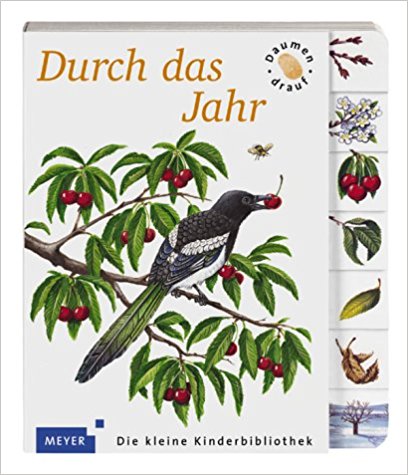 Durch das
Jahr
Daumen
drauf
MEYER
Die kleine Kinderbibliothek